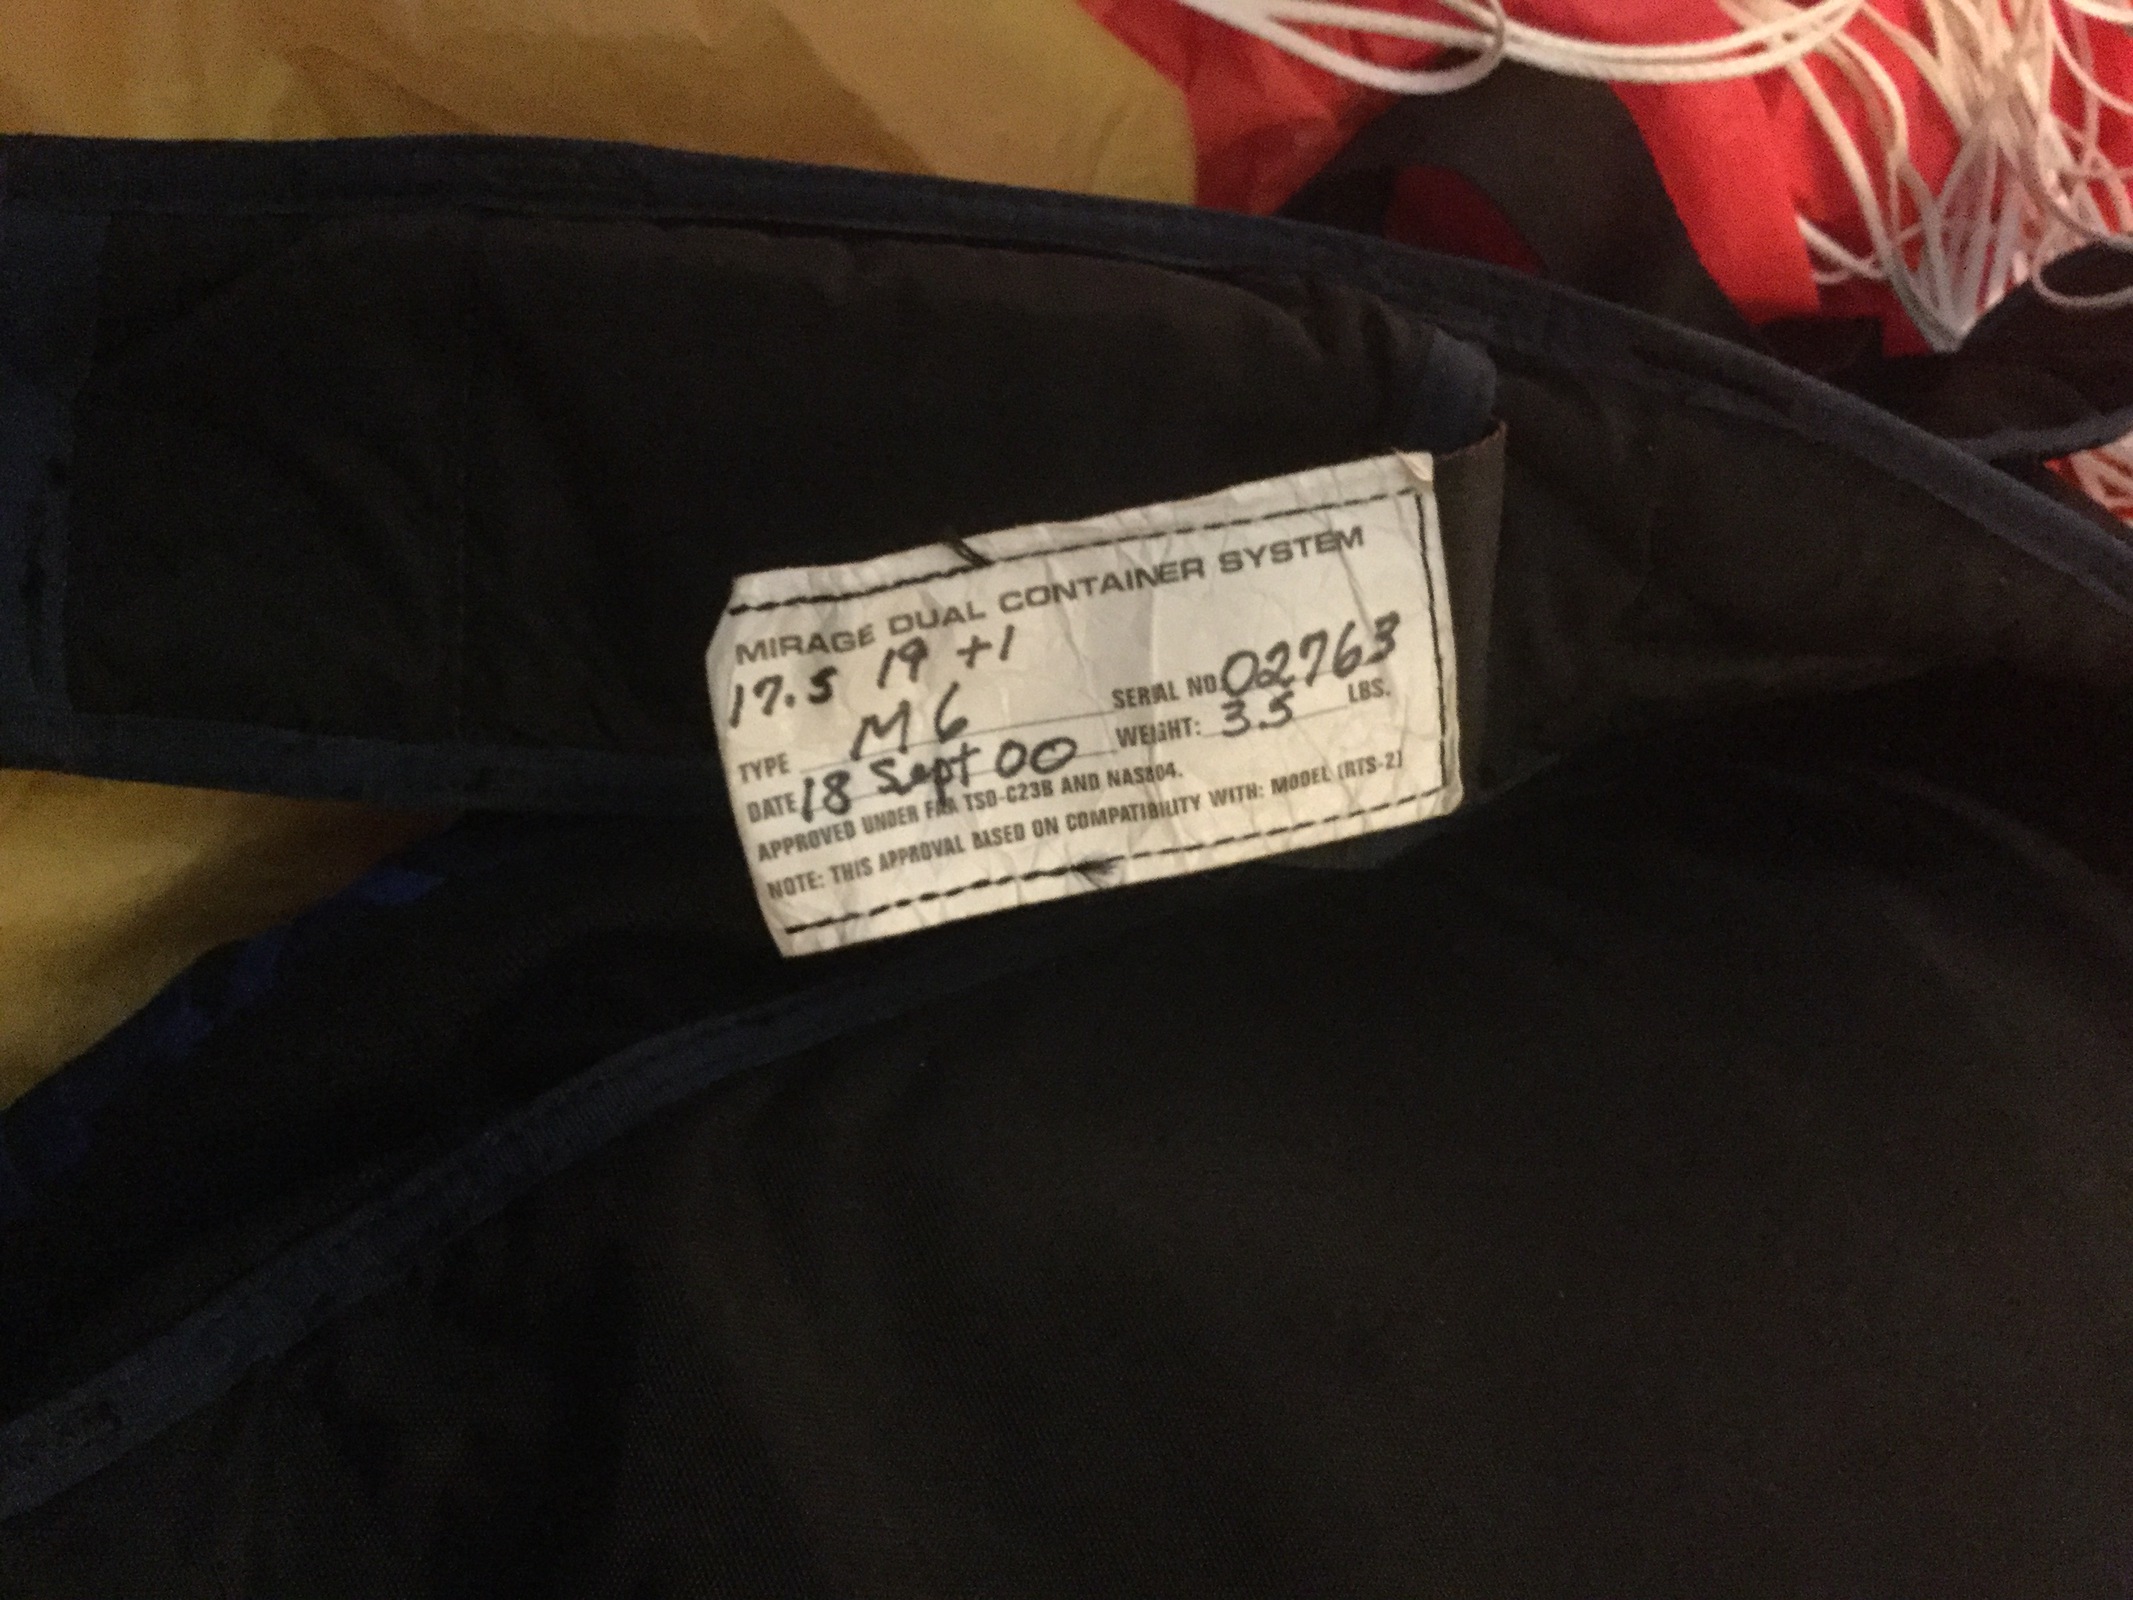 MIRAGE DUAL CONTAINER SYSTEM
17.5 19 +1
TYPE M6 SERIAL NO. 02763
DATE 18 Sept 00 WEIGHT: 3.5 LBS.
APPROVED UNDER FAA TSO-C23B AND NAS804.
NOTE: THIS APPROVAL BASED ON COMPATIBILITY WITH: MODEL (RTS-2)